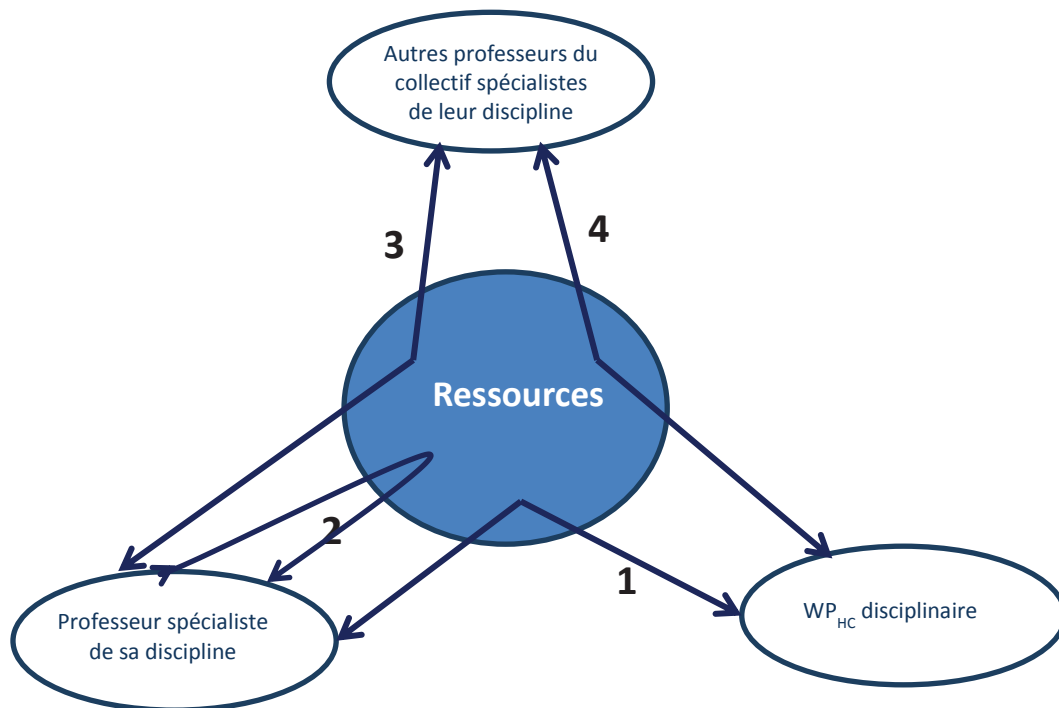 Autres professeurs du
collectif spécialistes
de leur discipline
3
4
Ressources
2
1
Professeur spécialiste
de sa discipline
WP_HC disciplinaire